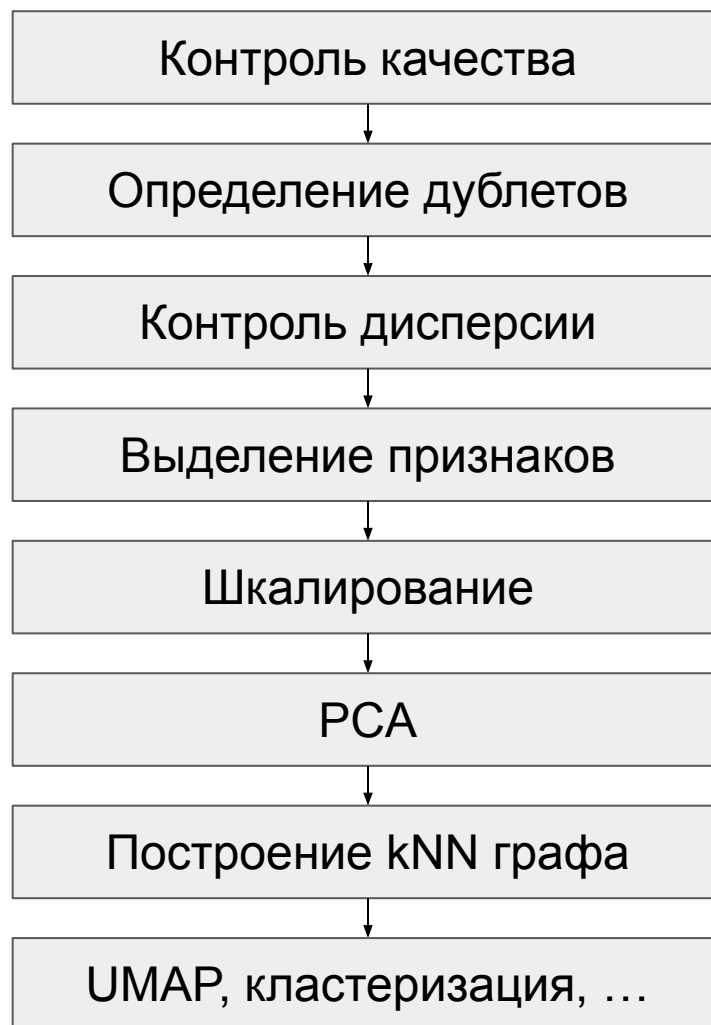 Контроль качества
Определение дублетов
Контроль дисперсии
Выделение признаков
Шкалирование
PCA
Построение kNN графа
UMAP, кластеризация, …